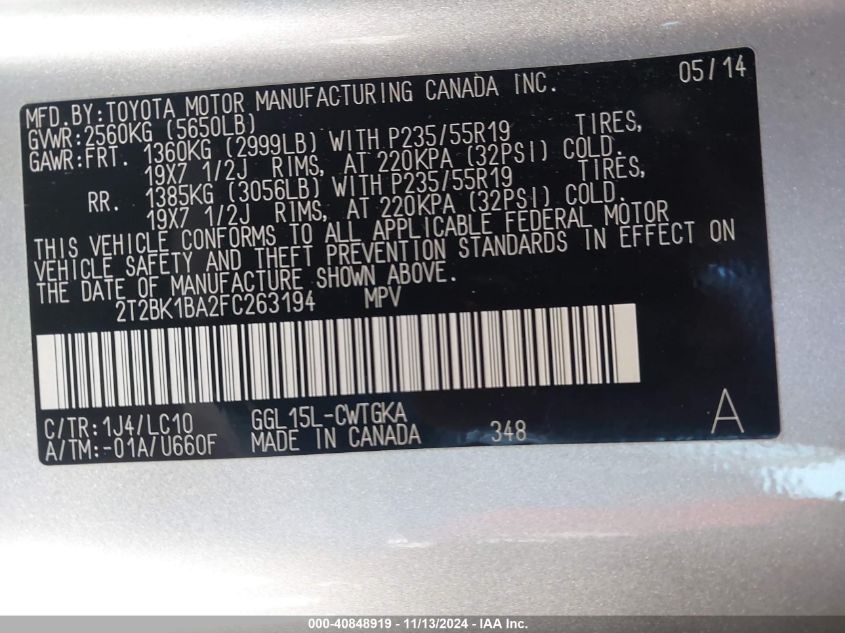 MFD.BY:TOYOTA MOTOR MANUFACTURING CANADA INC. 05/14
GVWR:2560KG (5650LB)
GAWR:FRT. 1360KG (2999LB) WITH P235/55R19 TIRES,
19X7 1/2J RIMS, AT 220KPA (32PSI) COLD.
RR. 1385KG (3056LB) WITH P235/55R19 TIRES,
19X7 1/2J RIMS, AT 220KPA (32PSI) COLD.
THIS VEHICLE CONFORMS TO ALL APPLICABLE FEDERAL MOTOR
VEHICLE SAFETY AND THEFT PREVENTION STANDARDS IN EFFECT ON
THE DATE OF MANUFACTURE SHOWN ABOVE.
2T2BK1BA2FC263194 MPV
C/TR:1J4/LC10 GGL15L-CWTGKA A
A/TM:-01A/U660F MADE IN CANADA 348
000-40848919 - 11/13/2024 - IAA Inc.